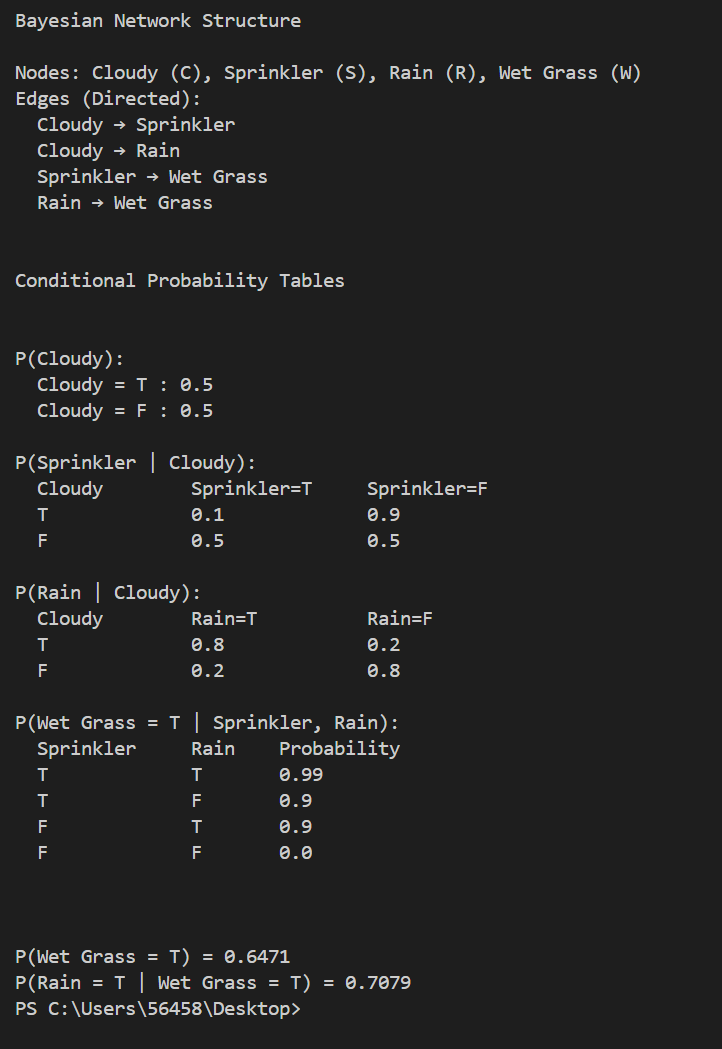 Bayesian Network Structure
Nodes: Cloudy (C), Sprinkler (S), Rain (R), Wet Grass (W)
Edges (Directed):
  Cloudy → Sprinkler
  Cloudy → Rain
  Sprinkler → Wet Grass
  Rain → Wet Grass
Conditional Probability Tables
P(Cloudy):
  Cloudy = T : 0.5
  Cloudy = F : 0.5
P(Sprinkler | Cloudy):
  Cloudy        Sprinkler=T     Sprinkler=F
  T             0.1             0.9
  F             0.5             0.5
P(Rain | Cloudy):
  Cloudy        Rain=T          Rain=F
  T             0.8             0.2
  F             0.2             0.8
P(Wet Grass = T | Sprinkler, Rain):
  Sprinkler     Rain    Probability
  T             T       0.99
  T             F       0.9
  F             T       0.9
  F             F       0.0
P(Wet Grass = T) = 0.6471
P(Rain = T | Wet Grass = T) = 0.7079
PS C:\Users\56458\Desktop>